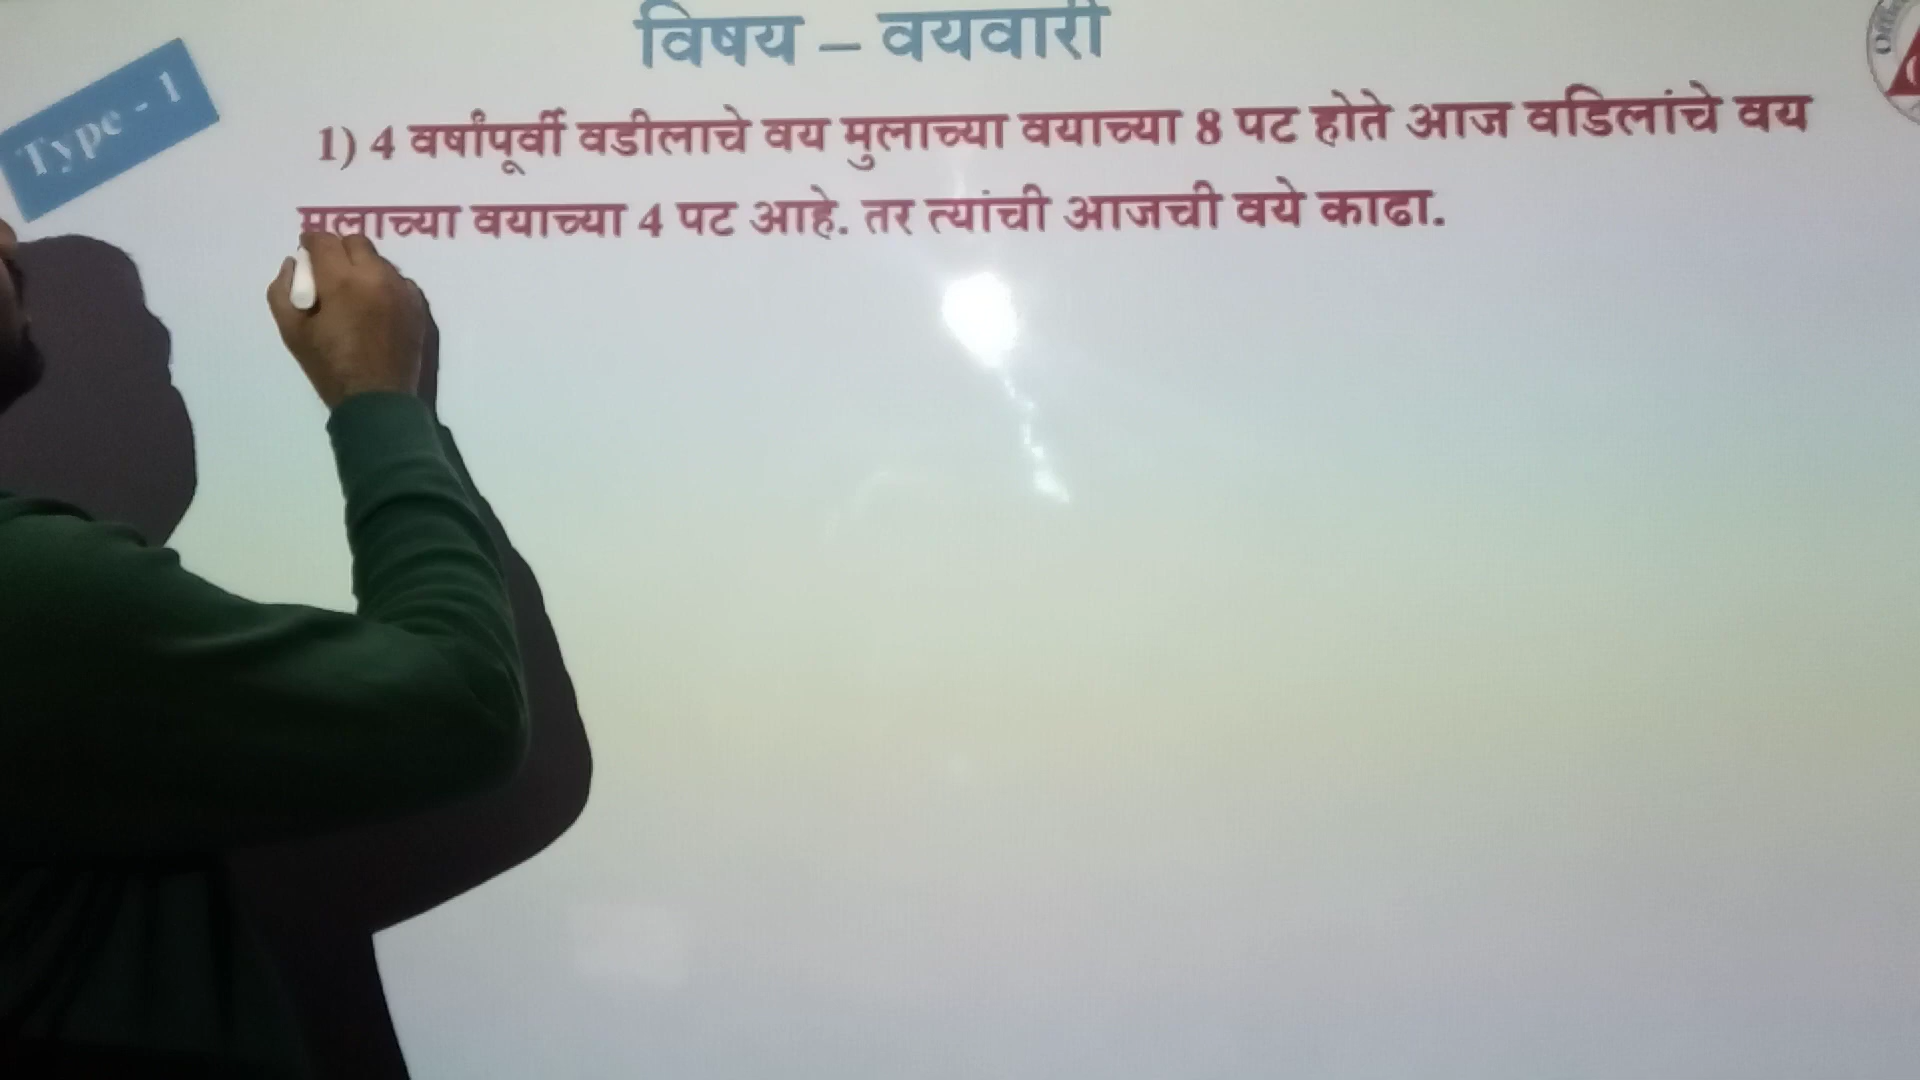 विषय – वयवारी
Type - 1
1) 4 वर्षांपूर्वी वडीलाचे वय मुलाच्या वयाच्या 8 पट होते आज वडिलांचे वय
मुलाच्या वयाच्या 4 पट आहे. तर त्यांची आजची वये काढा.